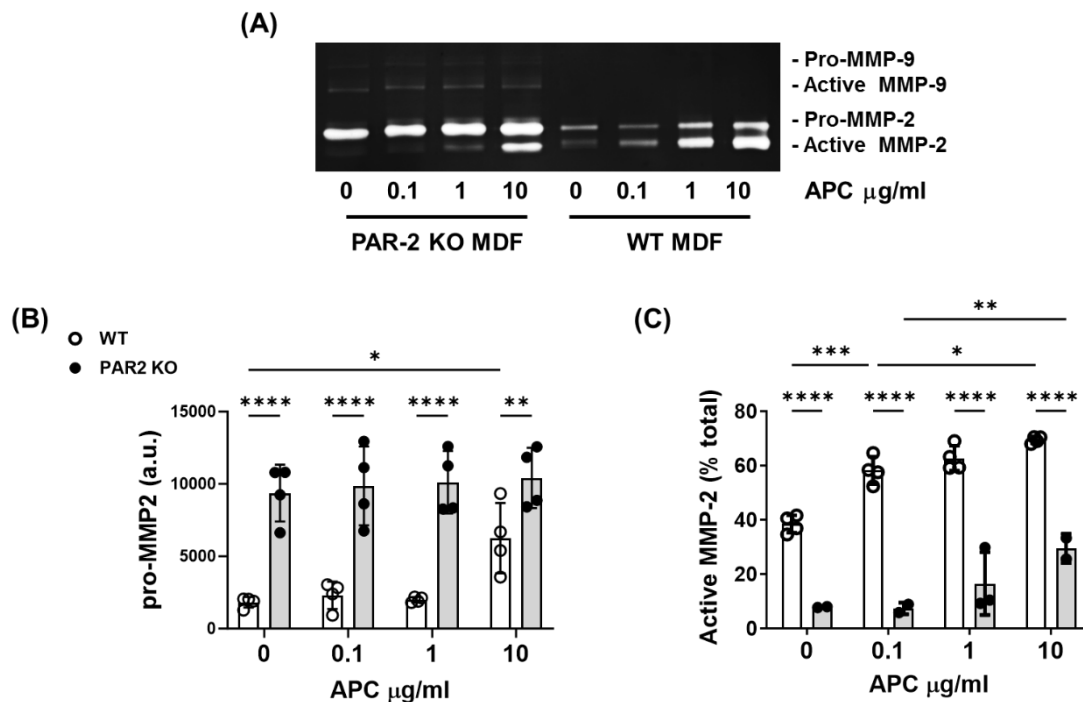 (A)
- Pro-MMP-9
- Active MMP-9
- Pro-MMP-2
- Active MMP-2
0 0.1 1 10 0 0.1 1 10 APC μg/ml
PAR-2 KO MDF WT MDF
(B)
WT
PAR2 KO
*
**** **** **** **
pro-MMP2 (a.u.)
15000
10000
5000
0
0 0.1 1 10
APC μg/ml
(C)
**
*** *
**** **** **** ****
Active MMP-2 (% total)
80
60
40
20
0
0 0.1 1 10
APC μg/ml